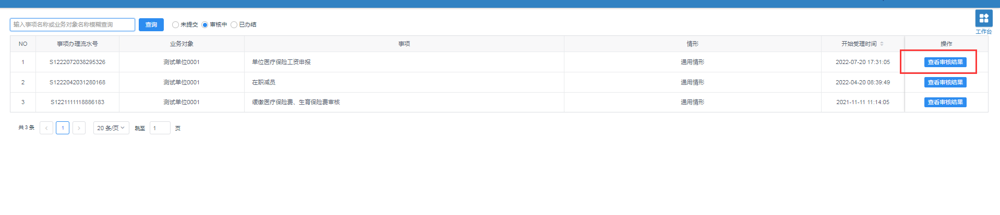 输入事项名称或业务对象名称模糊查询 查询 未提交 审核中 已办结
工作台
NO 事项办理流水号 业务对象 事项 情形 开始受理时间 操作
1 S1222072038295326 测试单位0001 单位医疗保险工资申报 通用情形 2022-07-20 17:31:05 查看审核结果
2 S1222042031280168 测试单位0001 在职减员 通用情形 2022-04-20 08:39:49 查看审核结果
3 S1221111118886183 测试单位0001 缓缴医疗保险费、生育保险费审核 通用情形 2021-11-11 11:14:05 查看审核结果
共 3 条 < 1 > 20 条/页 跳至 1 页